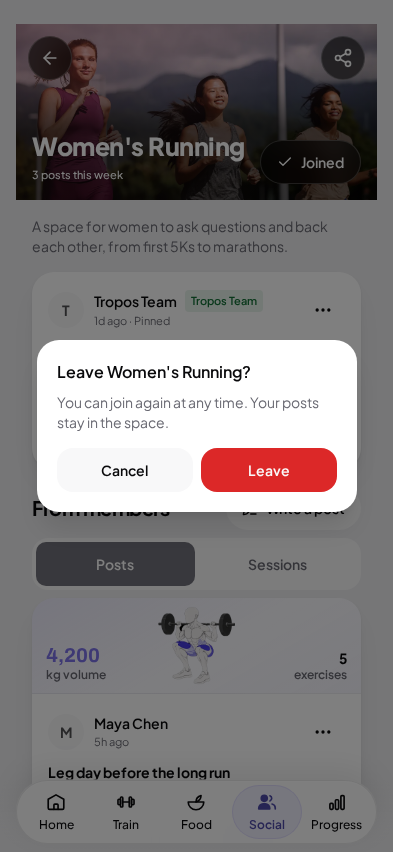 Women's Running
3 posts this week
Joined
A space for women to ask questions and back
each other, from first 5Ks to marathons.
T
Tropos Team
Tropos Team
1d ago · Pinned
Leave Women's Running?
You can join again at any time. Your posts
stay in the space.
Cancel
Leave
From members
Write a post
Posts
Sessions
4,200
kg volume
5
exercises
M
Maya Chen
5h ago
Leg day before the long run
Home
Train
Food
Social
Progress